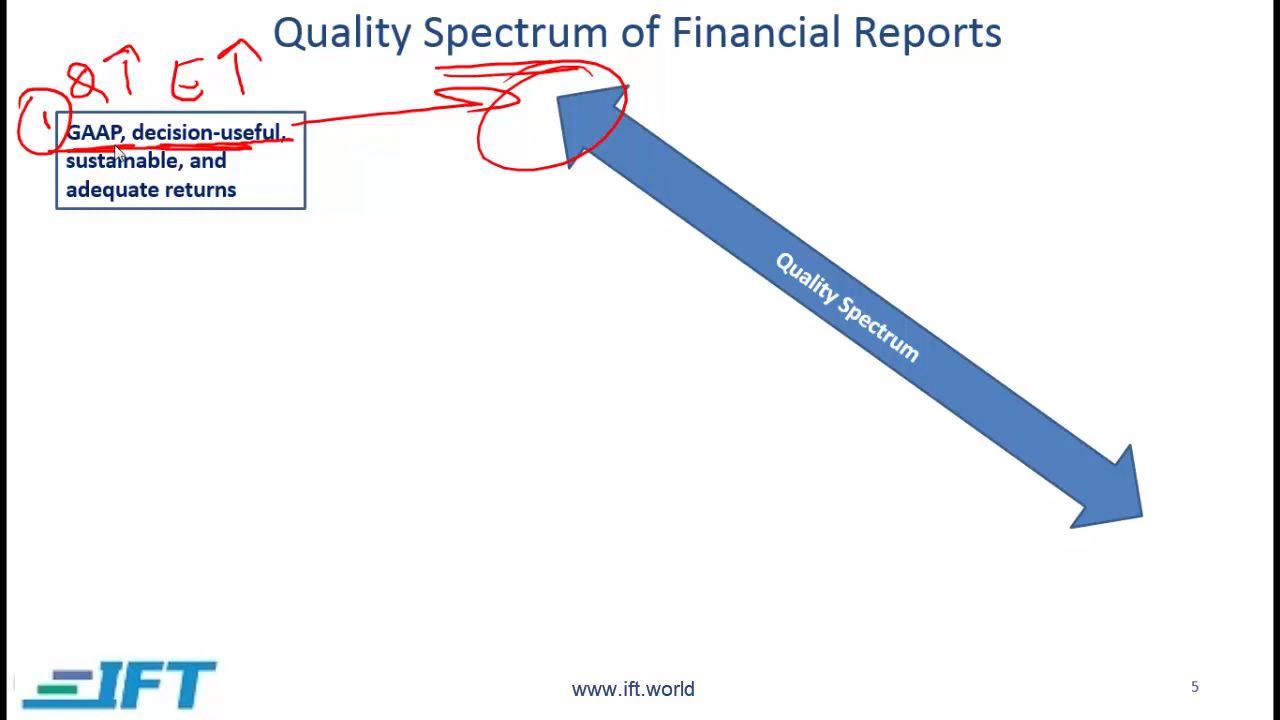 Quality Spectrum of Financial Reports
R ↑ E ↑
1
GAAP, decision-useful,
sustainable, and
adequate returns
Quality Spectrum
IFT
www.ift.world
5